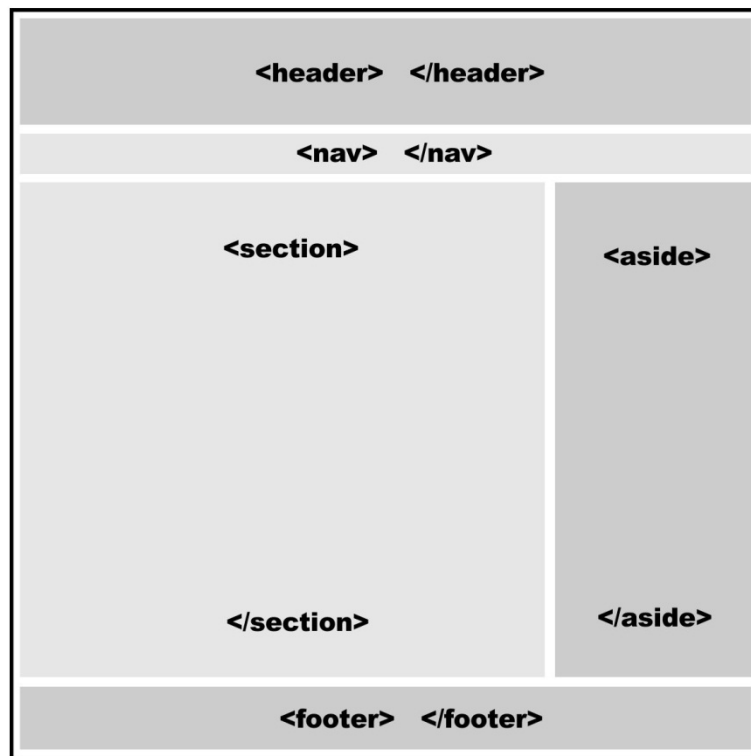 <header> </header>
<nav> </nav>
<section>
<aside>
</section>
</aside>
<footer> </footer>